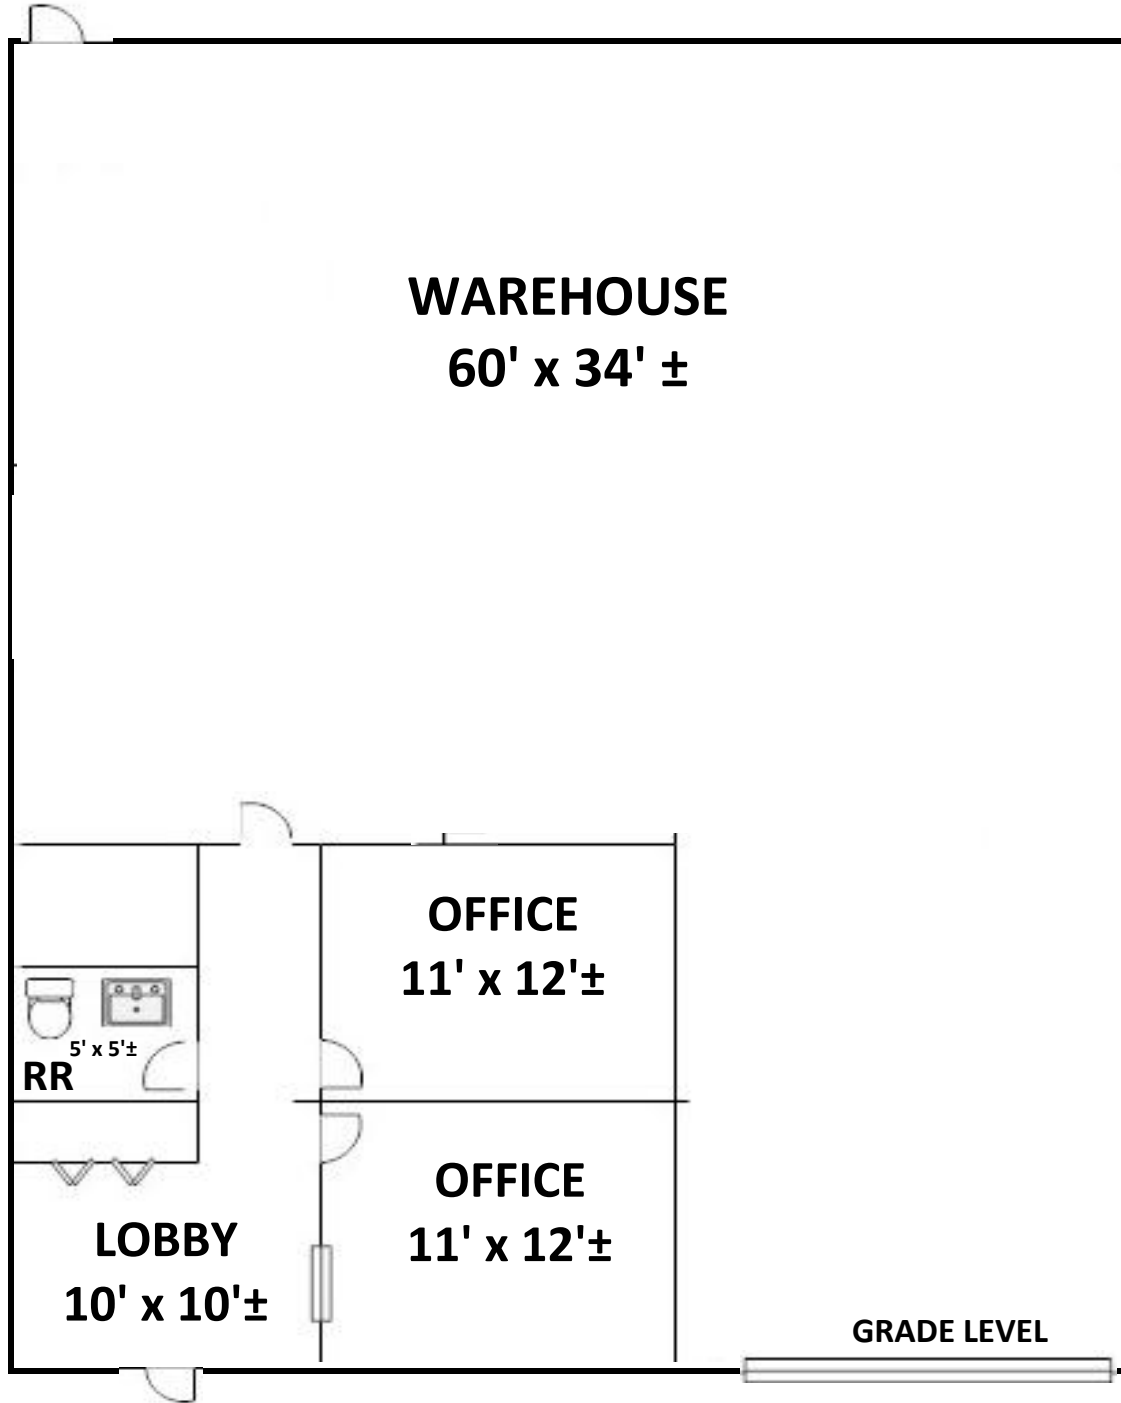 WAREHOUSE
60' x 34' ±
OFFICE
11' x 12'±
5' x 5'±
RR
OFFICE
11' x 12'±
LOBBY
10' x 10'±
GRADE LEVEL